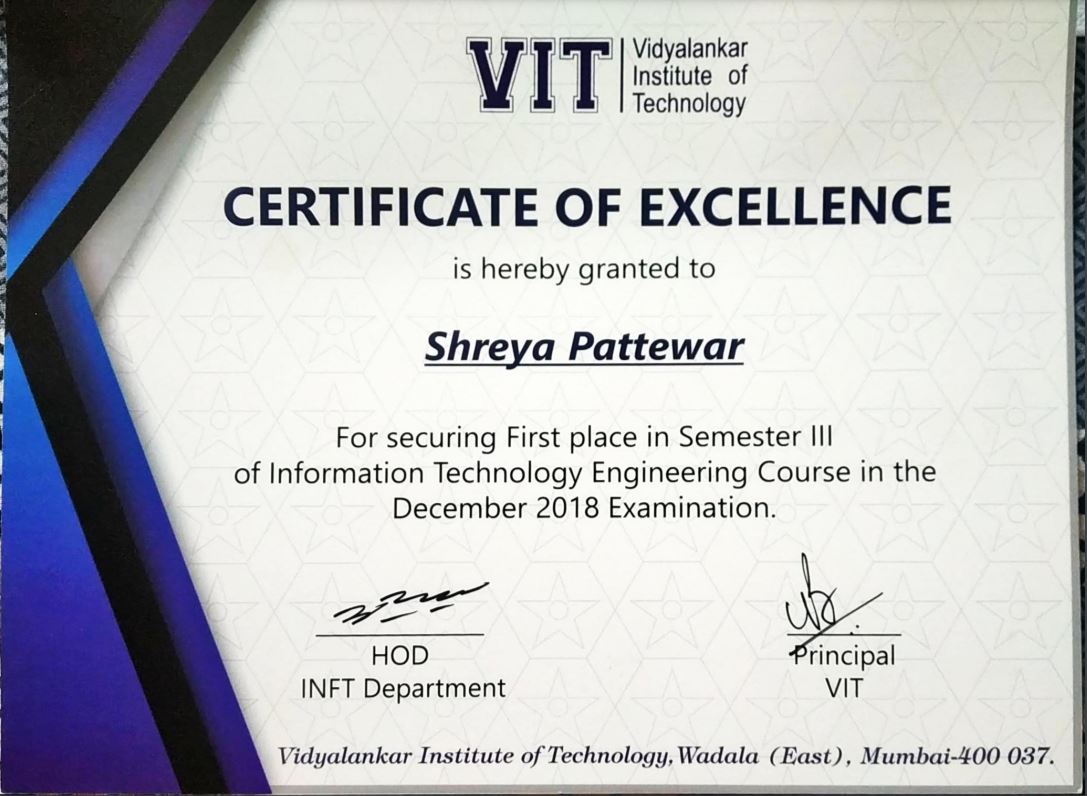 VIT
Vidyalankar
Institute of
Technology
CERTIFICATE OF EXCELLENCE
is hereby granted to
Shreya Pattewar
For securing First place in Semester III
of Information Technology Engineering Course in the
December 2018 Examination.
HOD
INFT Department
Principal
VIT
Vidyalankar Institute of Technology, Wadala (East), Mumbai-400 037.